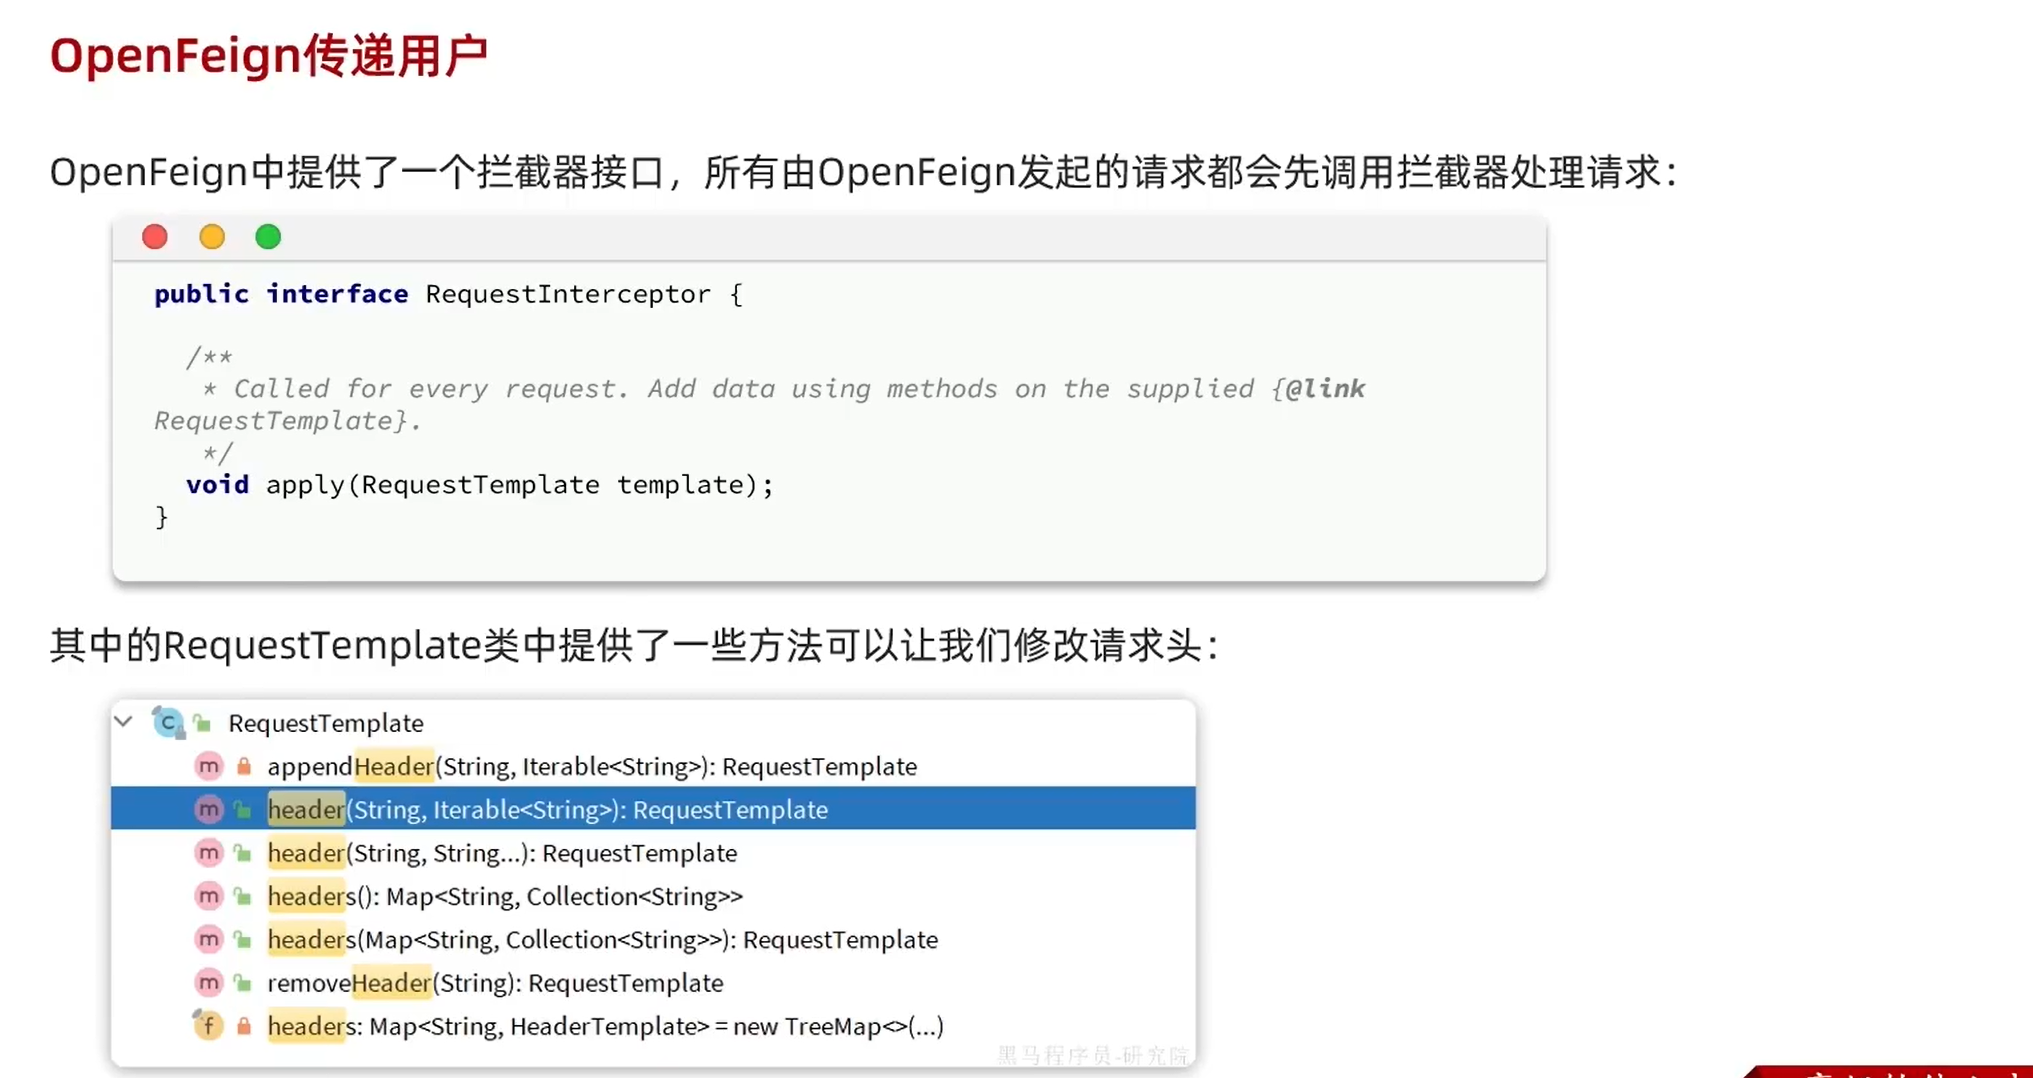 OpenFeign传递用户
OpenFeign中提供了一个拦截器接口，所有由OpenFeign发起的请求都会先调用拦截器处理请求：
public interface RequestInterceptor {
/**
* Called for every request. Add data using methods on the supplied {@link
RequestTemplate}.
*/
void apply(RequestTemplate template);
}
其中的RequestTemplate类中提供了一些方法可以让我们修改请求头：
RequestTemplate
appendHeader(String, Iterable<String>): RequestTemplate
header(String, Iterable<String>): RequestTemplate
header(String, String...): RequestTemplate
headers(): Map<String, Collection<String>>
headers(Map<String, Collection<String>>): RequestTemplate
removeHeader(String): RequestTemplate
headers: Map<String, HeaderTemplate> = new TreeMap<>(...)
黑马程序员-研究院